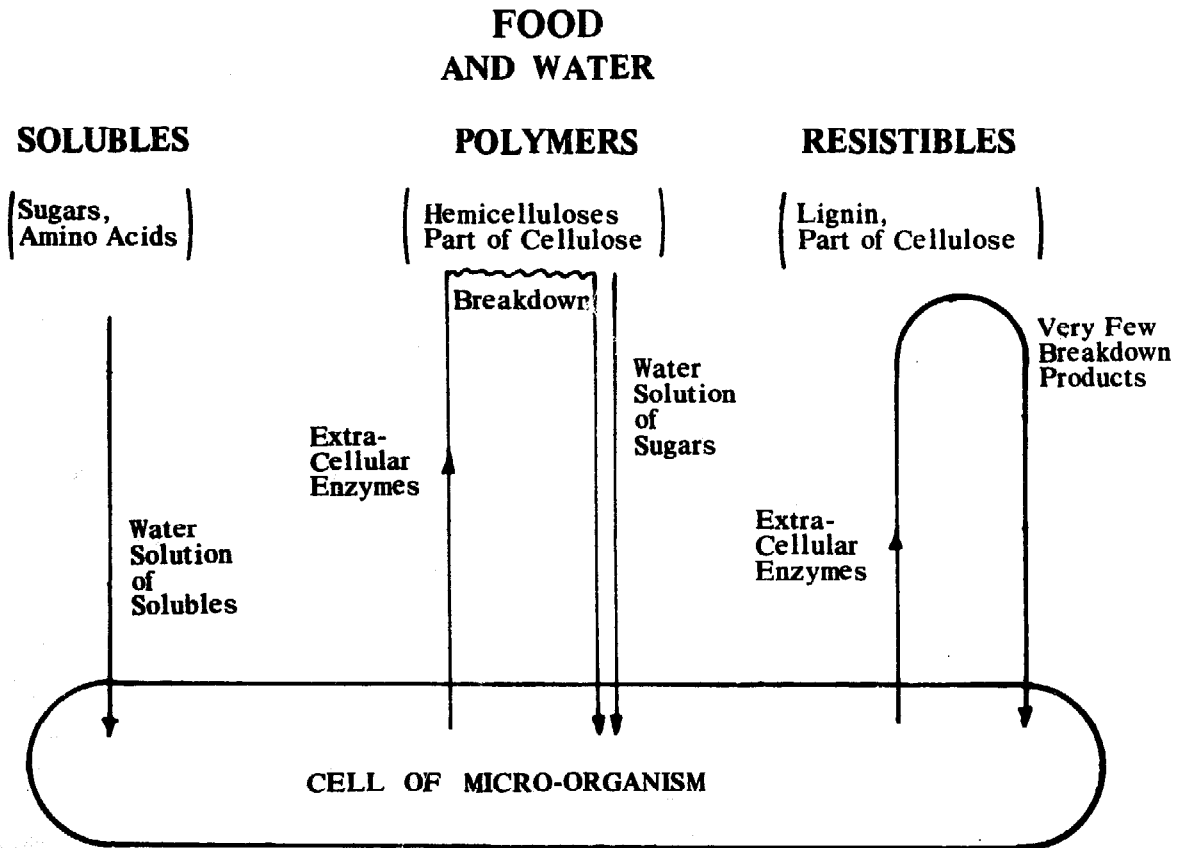 FOOD
AND WATER
SOLUBLES
(Sugars,
Amino Acids)
Water
Solution
of
Solubles
POLYMERS
(Hemicelluloses
Part of Cellulose)
Breakdown
Extra-
Cellular
Enzymes
Water
Solution
of
Sugars
RESISTIBLES
(Lignin,
Part of Cellulose)
Very Few
Breakdown
Products
Extra-
Cellular
Enzymes
CELL OF MICRO-ORGANISM